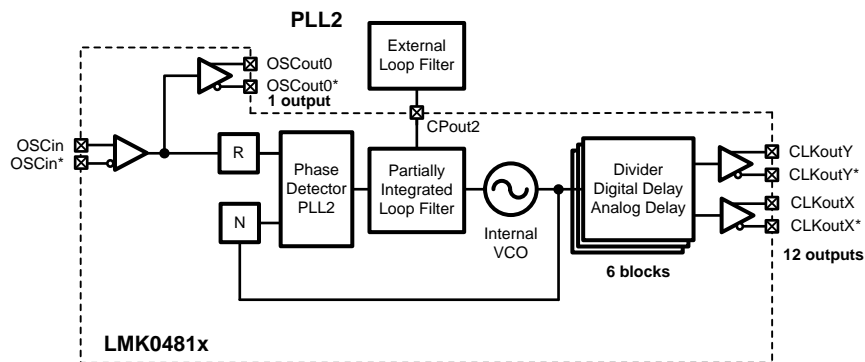 PLL2
External
Loop Filter
OSCout0
OSCout0*
1 output
CPout2
OSCin
OSCin*
R
N
Phase
Detector
PLL2
Partially
Integrated
Loop Filter
Internal
VCO
Divider
Digital Delay
Analog Delay
6 blocks
CLKoutY
CLKoutY*
CLKoutX
CLKoutX*
12 outputs
LMK0481x